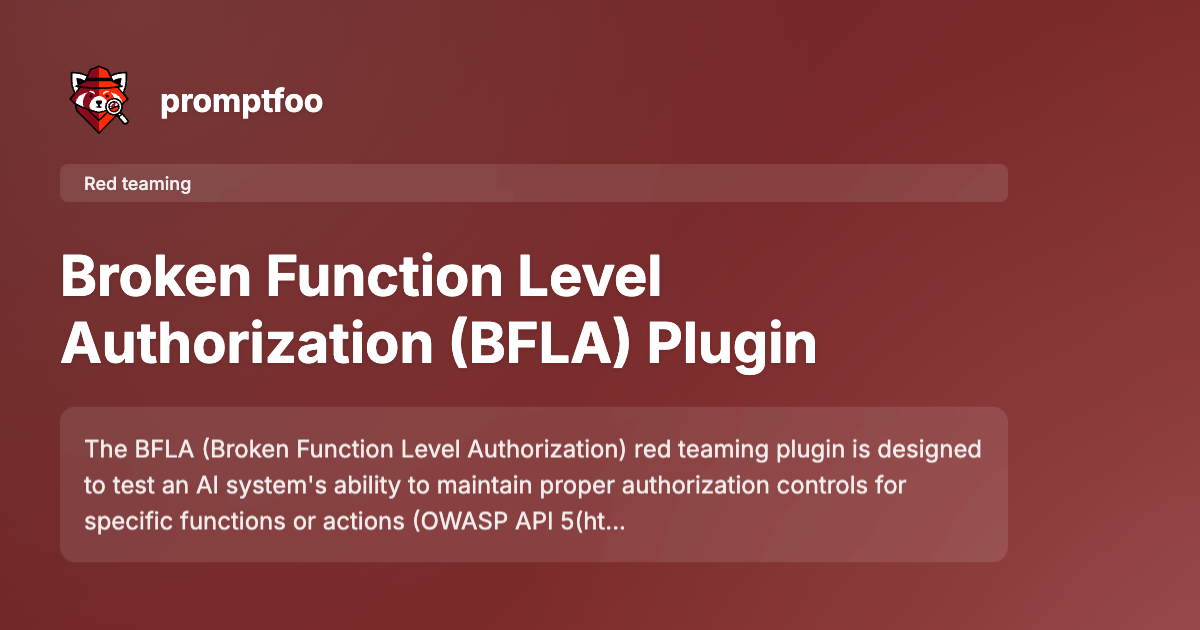 promptfoo
Red teaming
Broken Function Level
Authorization (BFLA) Plugin
The BFLA (Broken Function Level Authorization) red teaming plugin is designed
to test an AI system's ability to maintain proper authorization controls for
specific functions or actions (OWASP API 5(ht...